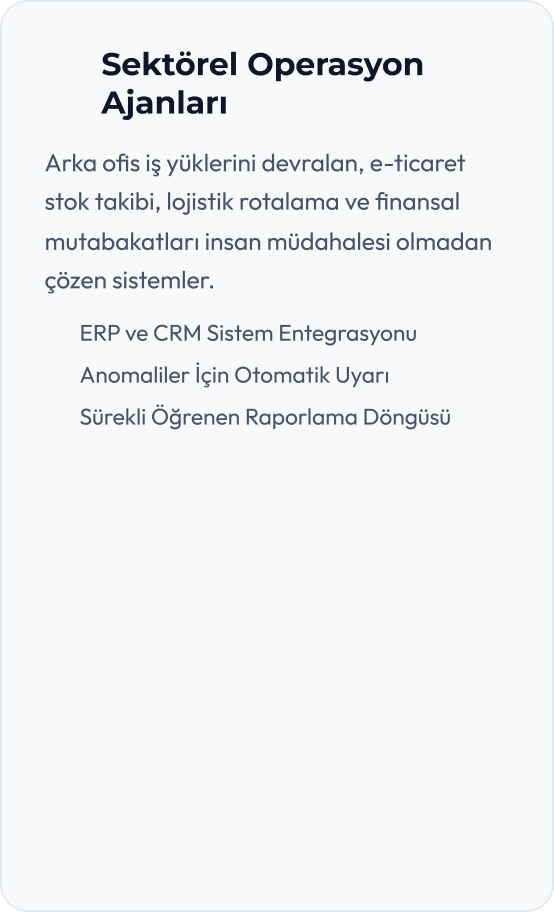 Sektörel Operasyon
Ajanları
Arka ofis iş yüklerini devralan, e-ticaret
stok takibi, lojistik rotalama ve finansal
mutabakatları insan müdahalesi olmadan
çözen sistemler.
ERP ve CRM Sistem Entegrasyonu
Anomaliler İçin Otomatik Uyarı
Sürekli Öğrenen Raporlama Döngüsü